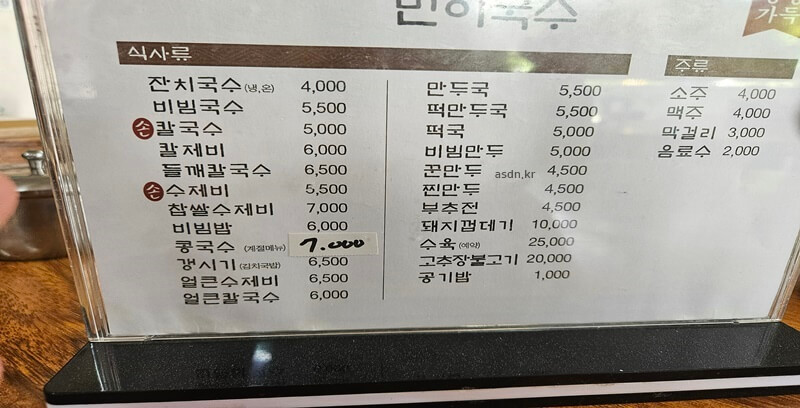 가득
식사류
잔치국수 (냉,온) 4,000
비빔국수 5,500
손 칼국수 5,000
칼제비 6,000
들깨칼국수 6,500
손 수제비 5,500
찹쌀수제비 7,000
비빔밥 6,000
콩국수 (계절메뉴) 7.000
갱시기 (김치국밥) 6,500
얼큰수제비 6,500
얼큰칼국수 6,000
만두국 5,500
떡만두국 5,500
떡국 5,000
비빔만두 5,000
군만두 4,500
찐만두 4,500
부추전 4,500
돼지껍데기 10,000
수육 (예약) 25,000
고추장불고기 20,000
공기밥 1,000
주류
소주 4,000
맥주 4,000
막걸리 3,000
음료수 2,000
asdn.kr